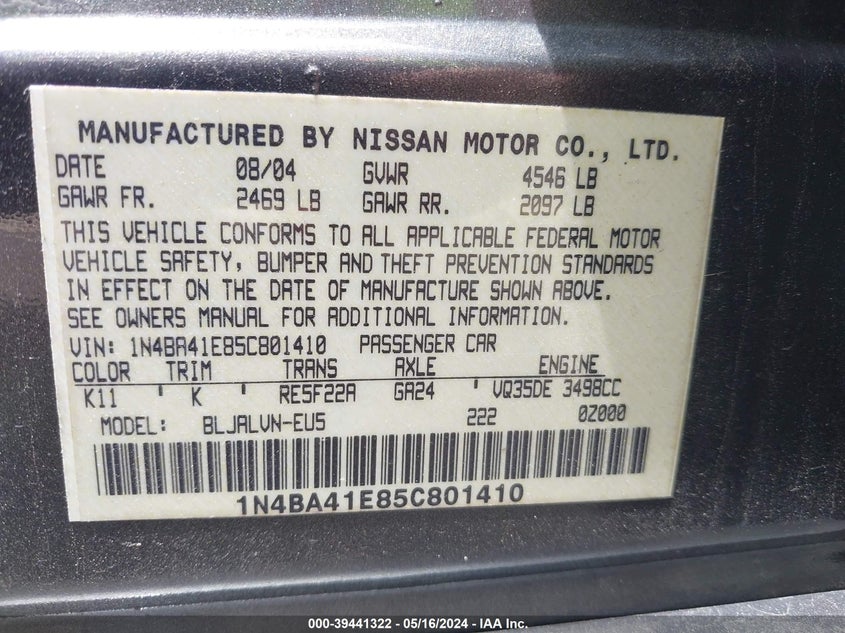 MANUFACTURED BY NISSAN MOTOR CO., LTD.
DATE 08/04 GVWR 4546 LB
GAWR FR. 2469 LB GAWR RR. 2097 LB
THIS VEHICLE CONFORMS TO ALL APPLICABLE FEDERAL MOTOR
VEHICLE SAFETY, BUMPER AND THEFT PREVENTION STANDARDS
IN EFFECT ON THE DATE OF MANUFACTURE SHOWN ABOVE.
SEE OWNERS MANUAL FOR ADDITIONAL INFORMATION.
VIN: 1N4BA41E85C801410 PASSENGER CAR
COLOR TRIM TRANS AXLE ENGINE
K11 K RE5F22A GA24 VQ35DE 3498CC
MODEL: BLJALVN-EU5 222 0Z000
1N4BA41E85C801410
000-39441322 - 05/16/2024 - IAA Inc.